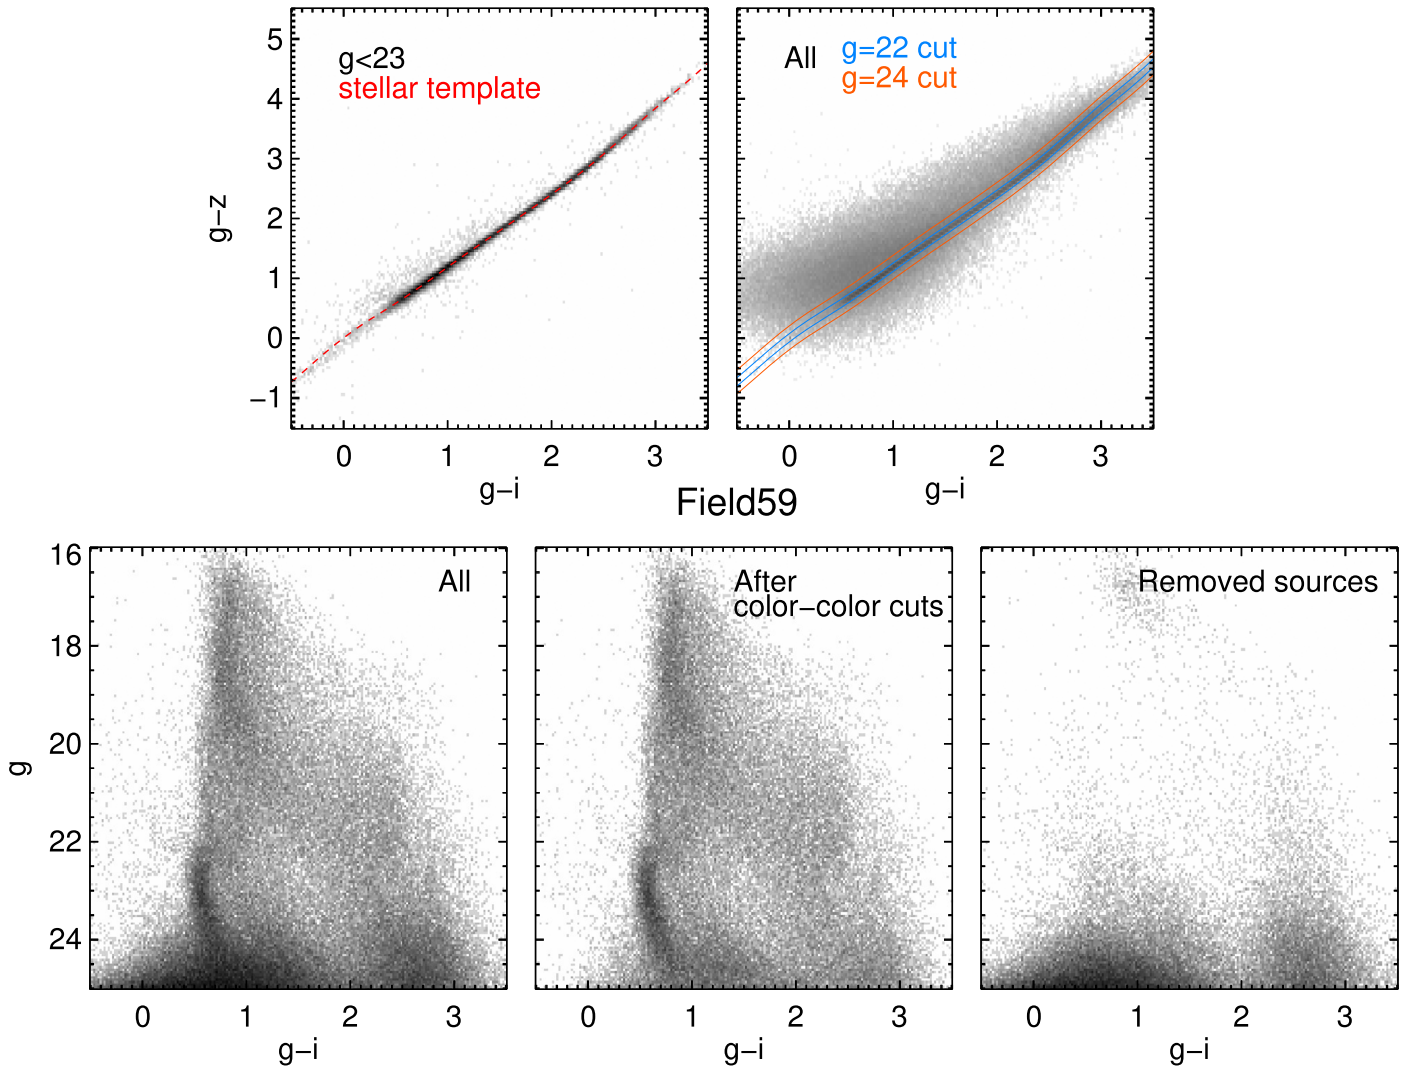 g<23
stellar template
5
4
3
2
1
0
−1
g−z
0 1 2 3
g−i
All
g=22 cut
g=24 cut
0 1 2 3
g−i
Field59
All
16
18
20
22
24
g
0 1 2 3
g−i
After
color−color cuts
0 1 2 3
g−i
Removed sources
0 1 2 3
g−i